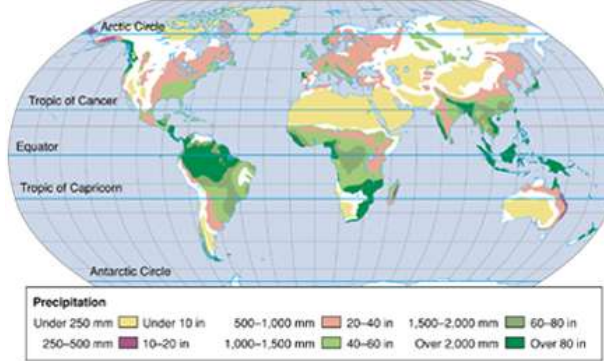 Arctic Circle
Tropic of Cancer
Equator
Tropic of Capricorn
Antarctic Circle
Precipitation
Under 250 mm Under 10 in 500–1,000 mm 20–40 in 1,500–2.000 mm 60–80 in
250–500 mm 10–20 in 1,000–1,500 mm 40–60 in Over 2,000 mm Over 80 in